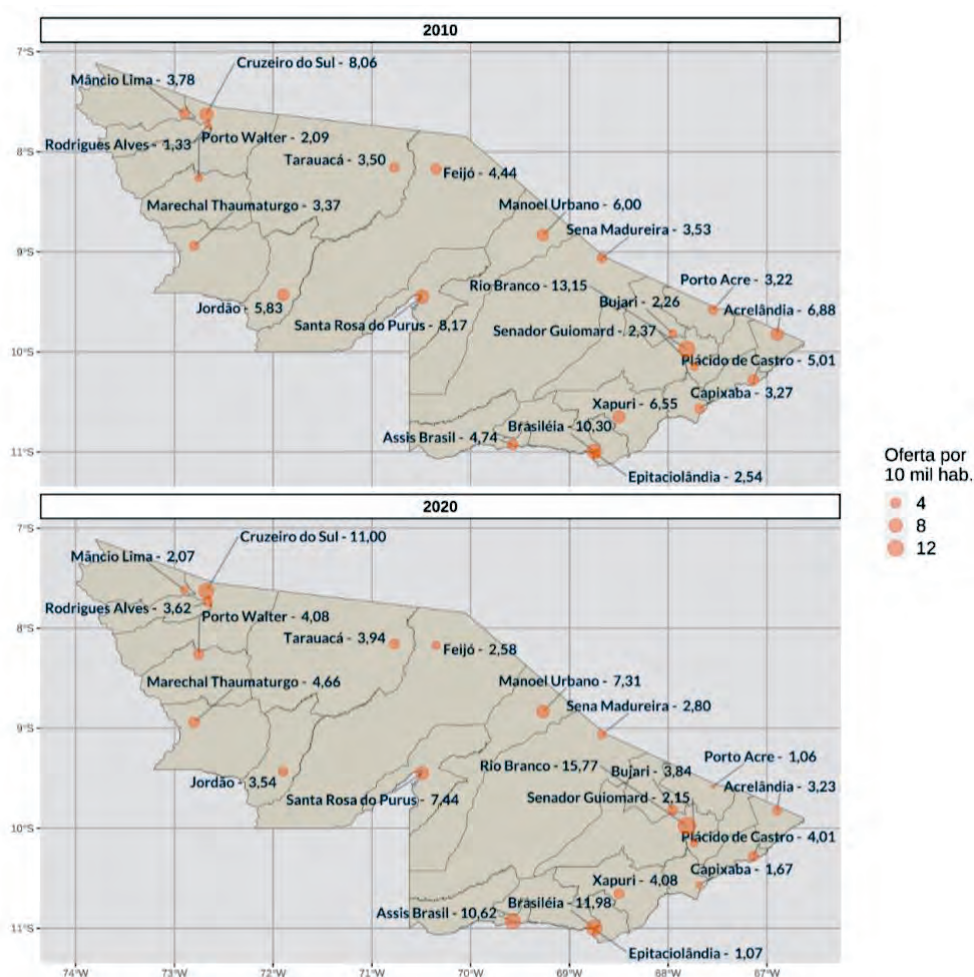 2010
7°S
Cruzeiro do Sul - 8,06
Mâncio Lima - 3,78
Rodrigues Alves - 1,33
Porto Walter - 2,09
8°S
Tarauacá - 3,50
Feijó - 4,44
Marechal Thaumaturgo - 3,37
Manoel Urbano - 6,00
Sena Madureira - 3,53
9°S
Rio Branco - 13,15
Porto Acre - 3,22
Jordão - 5,83
Bujari - 2,26
Acrelândia - 6,88
Santa Rosa do Purus - 8,17
Senador Guiomard - 2,37
10°S
Plácido de Castro - 5,01
Capixaba - 3,27
Xapuri - 6,55
Brasiléia - 10,30
Assis Brasil - 4,74
11°S
Epitaciolândia - 2,54
Oferta por
10 mil hab.
4
8
12
2020
7°S
Cruzeiro do Sul - 11,00
Mâncio Lima - 2,07
Rodrigues Alves - 3,62
Porto Walter - 4,08
8°S
Tarauacá - 3,94
Feijó - 2,58
Marechal Thaumaturgo - 4,66
Manoel Urbano - 7,31
Sena Madureira - 2,80
9°S
Porto Acre - 1,06
Rio Branco - 15,77
Bujari - 3,84
Jordão - 3,54
Acrelândia - 3,23
Santa Rosa do Purus - 7,44
Senador Guiomard - 2,15
10°S
Plácido de Castro - 4,01
Capixaba - 1,67
Xapuri - 4,08
Brasiléia - 11,98
Assis Brasil - 10,62
11°S
Epitaciolândia - 1,07
74°W 73°W 72°W 71°W 70°W 69°W 68°W 67°W